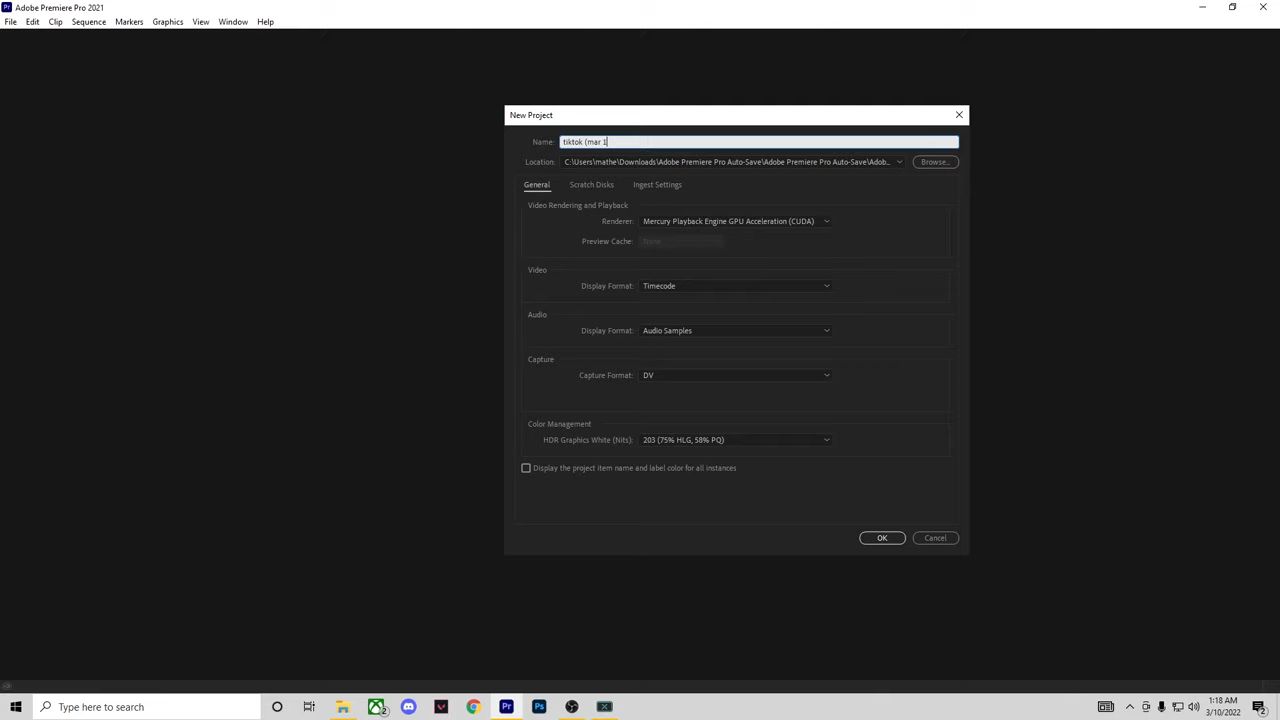 Adobe Premiere Pro 2021
File Edit Clip Sequence Markers Graphics View Window Help
New Project
Name: tiktok (mar 1
Location: C:\Users\mathe\Downloads\Adobe Premiere Pro Auto-Save\Adobe Premiere Pro Auto-Save\Adob... Browse...
General Scratch Disks Ingest Settings
Video Rendering and Playback
Renderer: Mercury Playback Engine GPU Acceleration (CUDA)
Preview Cache: None
Video
Display Format: Timecode
Audio
Display Format: Audio Samples
Capture
Capture Format: DV
Color Management
HDR Graphics White (Nits): 203 (75% HLG, 58% PQ)
Display the project item name and label color for all instances
OK Cancel
Type here to search
1:18 AM
3/10/2022